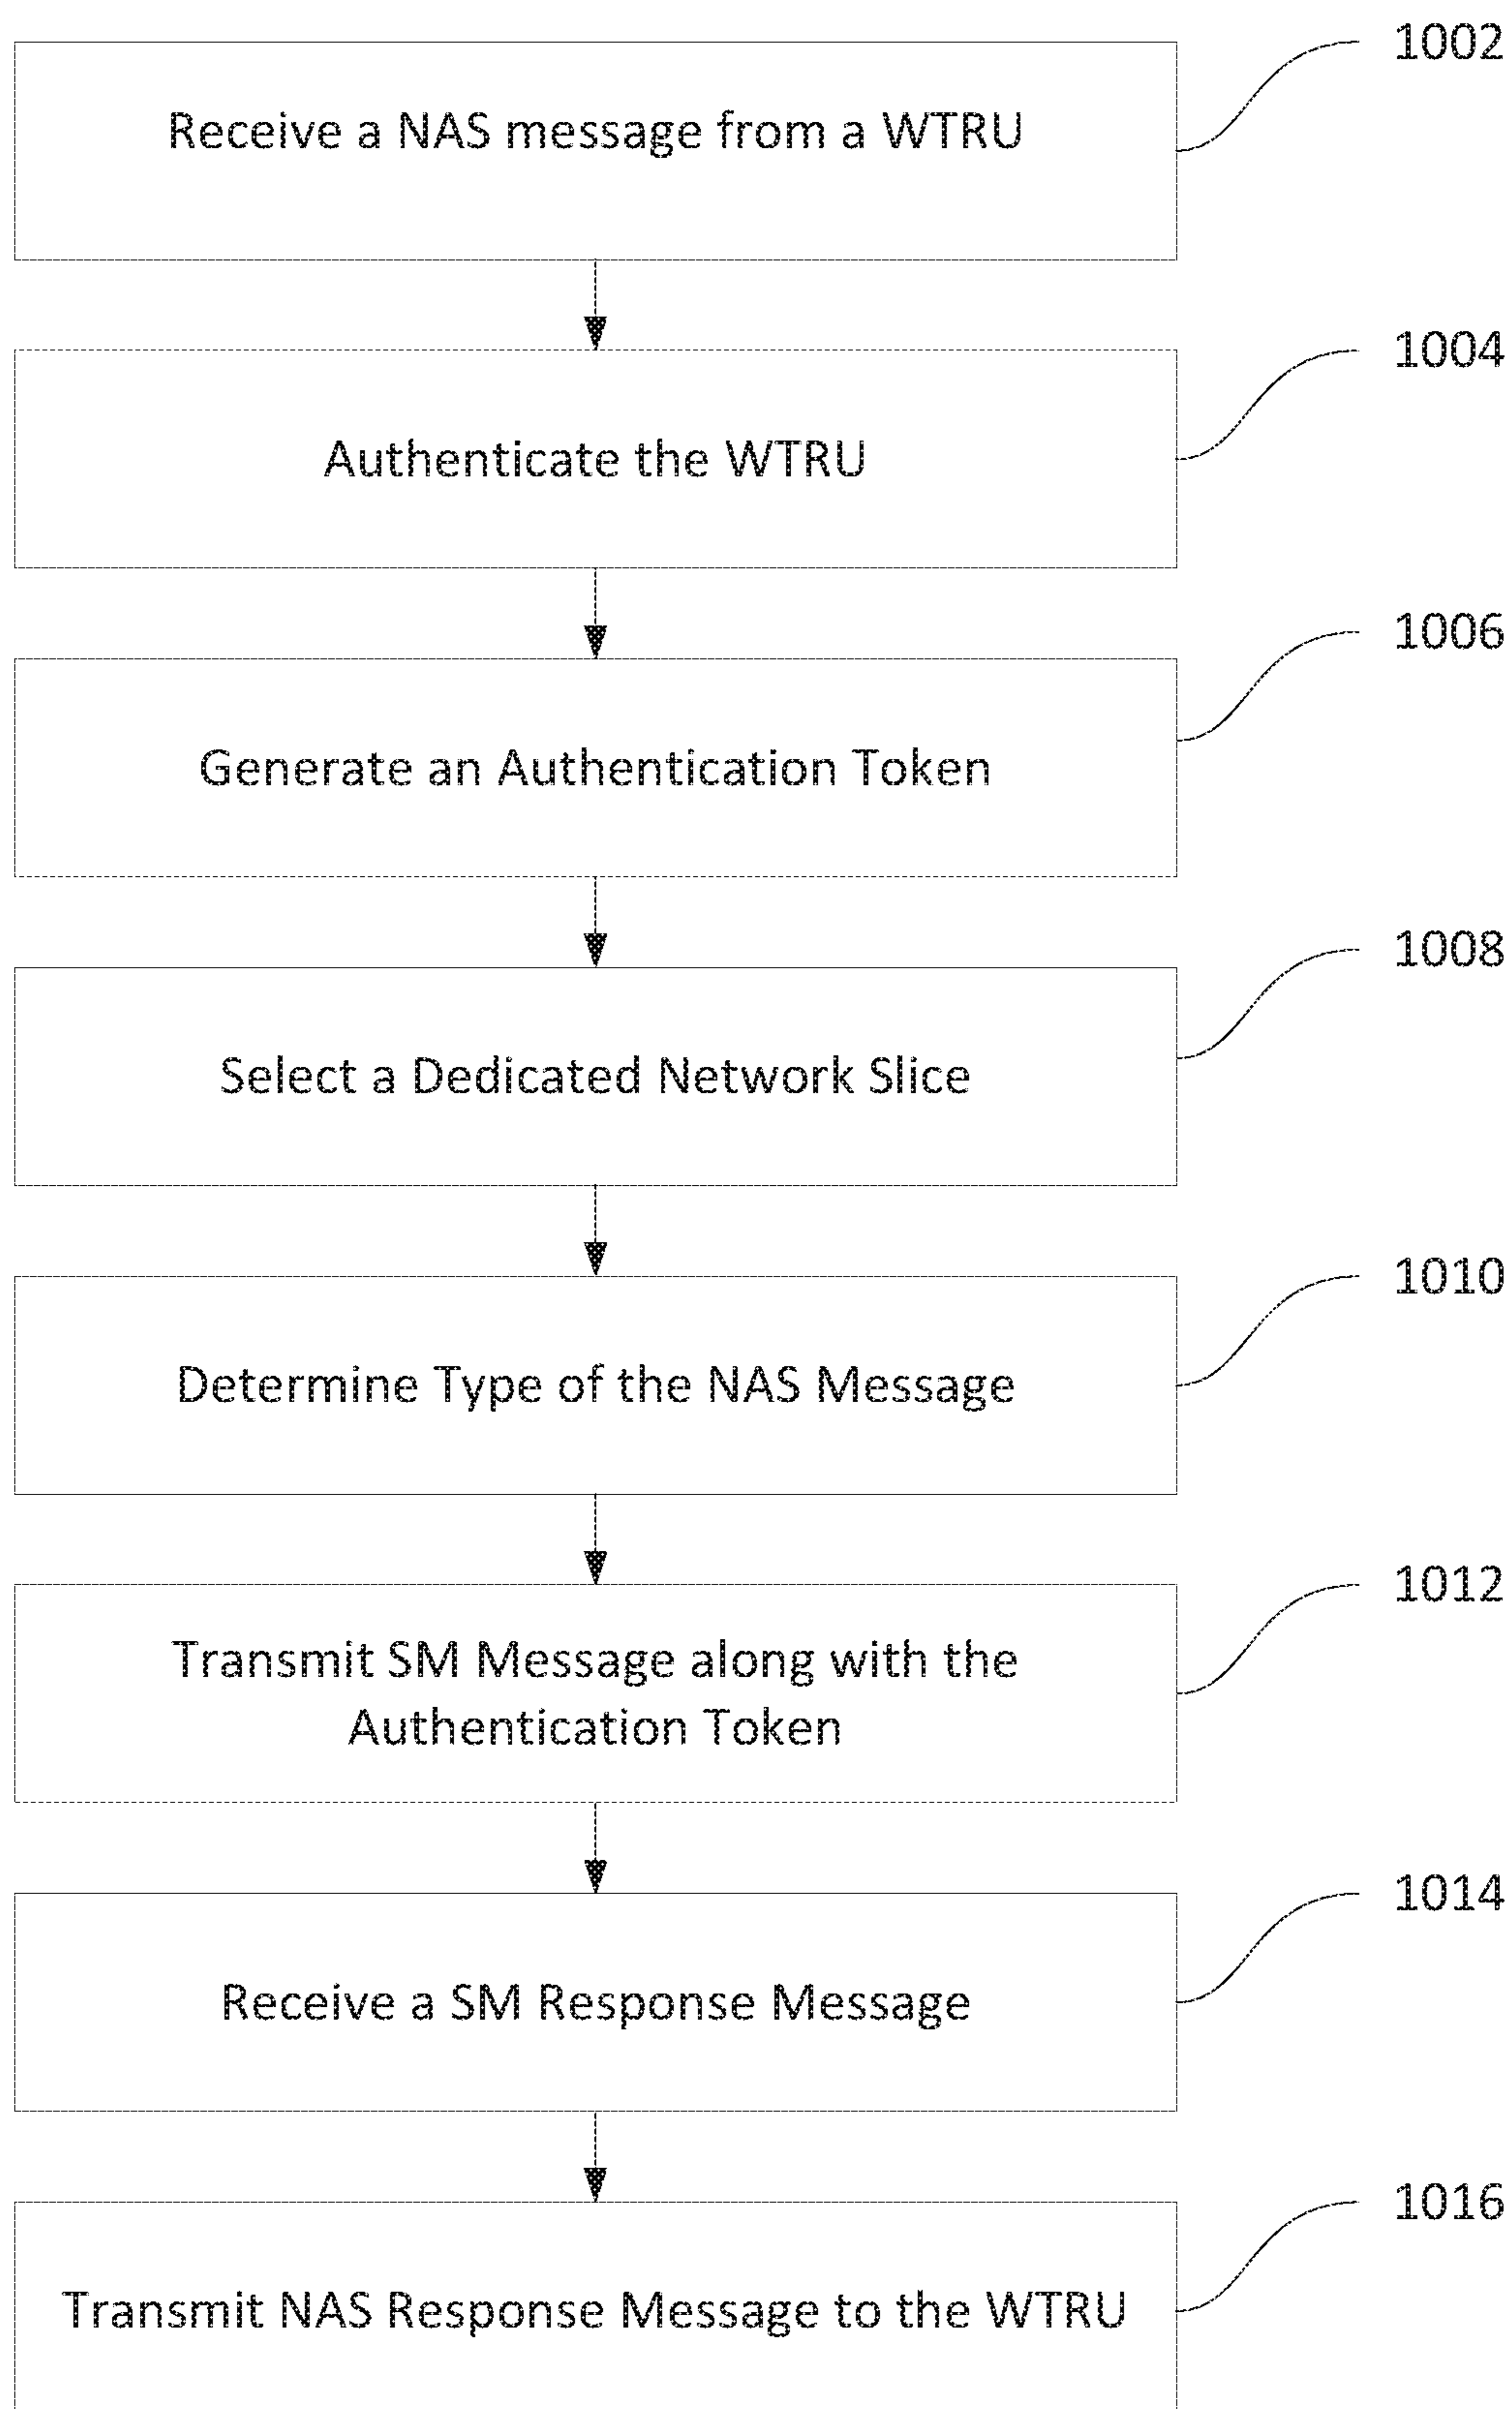 1002
Receive a NAS message from a WTRU
1004
Authenticate the WTRU
1006
Generate an Authentication Token
1008
Select a Dedicated Network Slice
1010
Determine Type of the NAS Message
1012
Transmit SM Message along with the
Authentication Token
1014
Receive a SM Response Message
1016
Transmit NAS Response Message to the WTRU